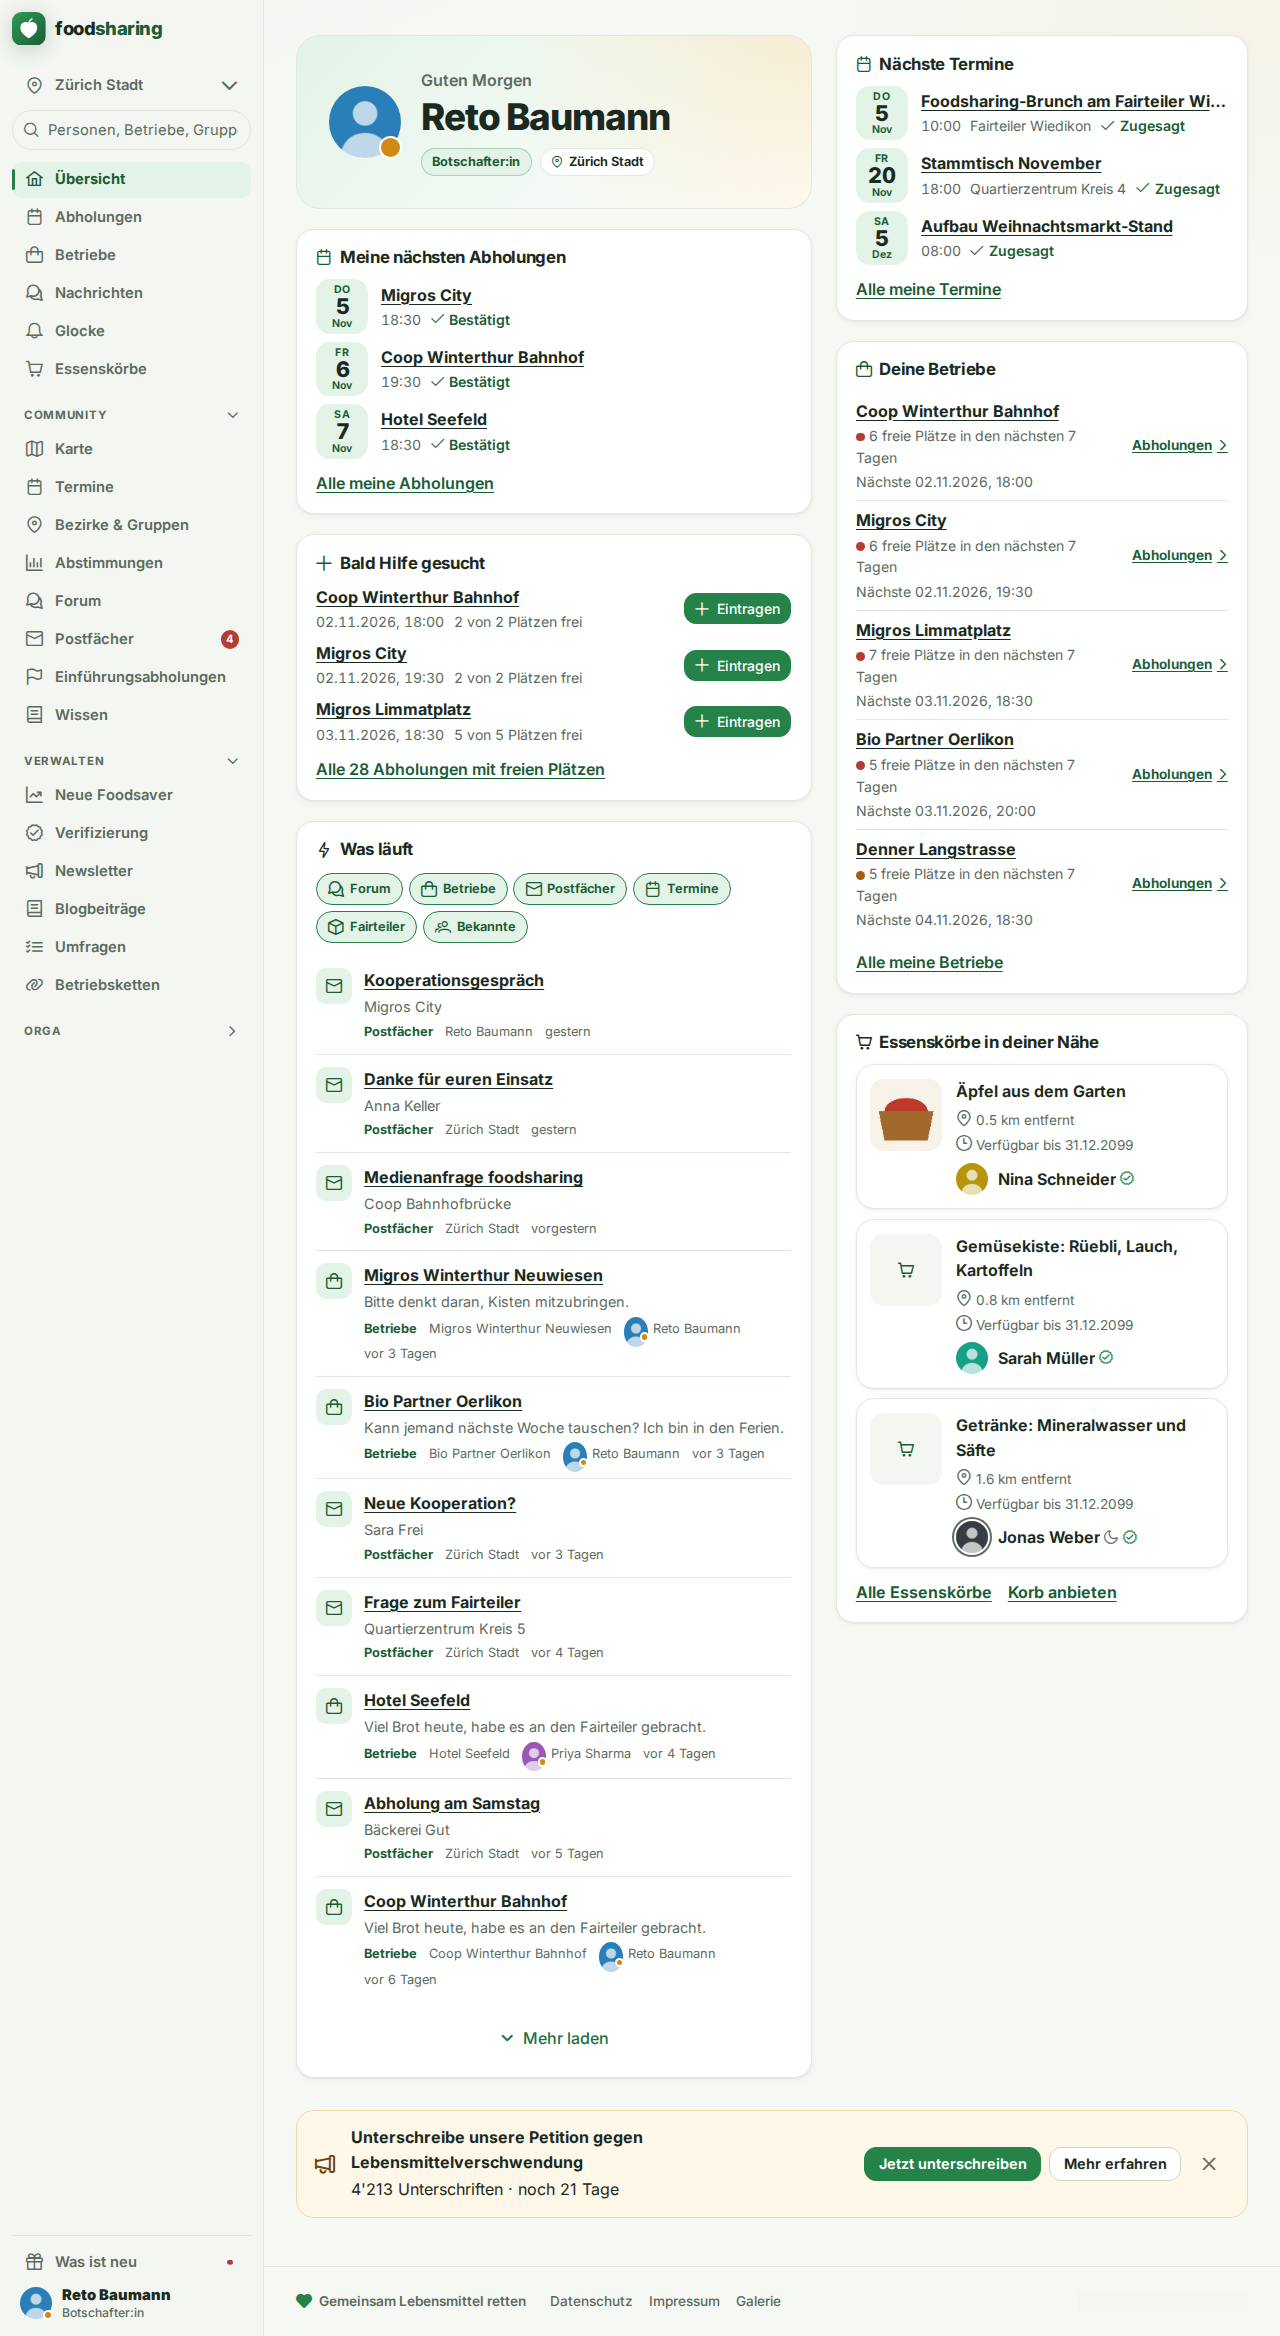 foodsharing
Zürich Stadt
Personen, Betriebe, Grupp
Übersicht
Abholungen
Betriebe
Nachrichten
Glocke
Essenskörbe
COMMUNITY
Karte
Termine
Bezirke & Gruppen
Abstimmungen
Forum
Postfächer 4
Einführungsabholungen
Wissen
VERWALTEN
Neue Foodsaver
Verifizierung
Newsletter
Blogbeiträge
Umfragen
Betriebsketten
ORGA
Was ist neu
Reto Baumann
Botschafter:in
Guten Morgen
Reto Baumann
Botschafter:in Zürich Stadt
Meine nächsten Abholungen
DO
5
Nov
Migros City
18:30 Bestätigt
FR
6
Nov
Coop Winterthur Bahnhof
19:30 Bestätigt
SA
7
Nov
Hotel Seefeld
18:30 Bestätigt
Alle meine Abholungen
Bald Hilfe gesucht
Coop Winterthur Bahnhof
02.11.2026, 18:00 2 von 2 Plätzen frei
Eintragen
Migros City
02.11.2026, 19:30 2 von 2 Plätzen frei
Eintragen
Migros Limmatplatz
03.11.2026, 18:30 5 von 5 Plätzen frei
Eintragen
Alle 28 Abholungen mit freien Plätzen
Was läuft
Forum Betriebe Postfächer Termine
Fairteiler Bekannte
Kooperationsgespräch
Migros City
Postfächer Reto Baumann gestern
Danke für euren Einsatz
Anna Keller
Postfächer Zürich Stadt gestern
Medienanfrage foodsharing
Coop Bahnhofbrücke
Postfächer Zürich Stadt vorgestern
Migros Winterthur Neuwiesen
Bitte denkt daran, Kisten mitzubringen.
Betriebe Migros Winterthur Neuwiesen Reto Baumann
vor 3 Tagen
Bio Partner Oerlikon
Kann jemand nächste Woche tauschen? Ich bin in den Ferien.
Betriebe Bio Partner Oerlikon Reto Baumann vor 3 Tagen
Neue Kooperation?
Sara Frei
Postfächer Zürich Stadt vor 3 Tagen
Frage zum Fairteiler
Quartierzentrum Kreis 5
Postfächer Zürich Stadt vor 4 Tagen
Hotel Seefeld
Viel Brot heute, habe es an den Fairteiler gebracht.
Betriebe Hotel Seefeld Priya Sharma vor 4 Tagen
Abholung am Samstag
Bäckerei Gut
Postfächer Zürich Stadt vor 5 Tagen
Coop Winterthur Bahnhof
Viel Brot heute, habe es an den Fairteiler gebracht.
Betriebe Coop Winterthur Bahnhof Reto Baumann
vor 6 Tagen
Mehr laden
Nächste Termine
DO
5
Nov
Foodsharing-Brunch am Fairteiler Wi...
10:00 Fairteiler Wiedikon Zugesagt
FR
20
Nov
Stammtisch November
18:00 Quartierzentrum Kreis 4 Zugesagt
SA
5
Dez
Aufbau Weihnachtsmarkt-Stand
08:00 Zugesagt
Alle meine Termine
Deine Betriebe
Coop Winterthur Bahnhof
6 freie Plätze in den nächsten 7
Tagen
Nächste 02.11.2026, 18:00
Abholungen
Migros City
6 freie Plätze in den nächsten 7
Tagen
Nächste 02.11.2026, 19:30
Abholungen
Migros Limmatplatz
7 freie Plätze in den nächsten 7
Tagen
Nächste 03.11.2026, 18:30
Abholungen
Bio Partner Oerlikon
5 freie Plätze in den nächsten 7
Tagen
Nächste 03.11.2026, 20:00
Abholungen
Denner Langstrasse
5 freie Plätze in den nächsten 7
Tagen
Nächste 04.11.2026, 18:30
Abholungen
Alle meine Betriebe
Essenskörbe in deiner Nähe
Äpfel aus dem Garten
0.5 km entfernt
Verfügbar bis 31.12.2099
Nina Schneider
Gemüsekiste: Rüebli, Lauch,
Kartoffeln
0.8 km entfernt
Verfügbar bis 31.12.2099
Sarah Müller
Getränke: Mineralwasser und
Säfte
1.6 km entfernt
Verfügbar bis 31.12.2099
Jonas Weber
Alle Essenskörbe Korb anbieten
Unterschreibe unsere Petition gegen
Lebensmittelverschwendung
4'213 Unterschriften · noch 21 Tage
Jetzt unterschreiben Mehr erfahren
Gemeinsam Lebensmittel retten Datenschutz Impressum Galerie